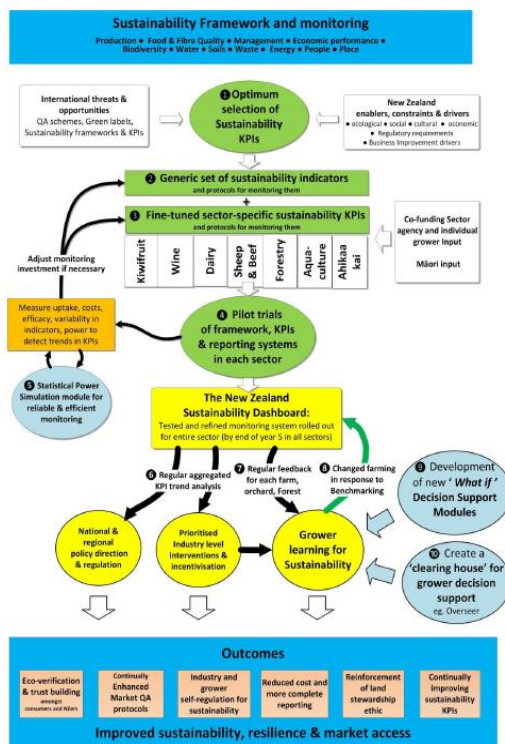 Sustainability Framework and monitoring
Production ● Food & Fibre Quality ● Management ● Economic performance ●
Biodiversity ● Water ● Soils ● Waste ● Energy ● People ● Place
International threats &
opportunities
QA schemes, Green labels,
Sustainability frameworks & KPIs
❶ Optimum
selection of
Sustainability
KPIs
New Zealand
enablers, constraints & drivers
● ecological ● social ● cultural ● economic
● Regulatory requirements
● Business Improvement drivers
❷ Generic set of sustainability indicators
and protocols for monitoring them
+
❸ Fine-tuned sector-specific sustainability KPIs
and protocols for monitoring them
Kiwifruit
Wine
Dairy
Sheep
& Beef
Forestry
Aqua-
culture
Ahikaa
kai
Co-funding Sector
agency and individual
grower input
Māori input
Adjust monitoring
investment if necessary
Measure uptake, costs,
efficacy, variability in
indicators, power to
detect trends in KPIs
❹ Pilot trials
of framework, KPIs
& reporting systems
in each sector
❺ Statistical Power
Simulation module for
reliable & efficient
monitoring
The New Zealand
Sustainability Dashboard:
Tested and refined monitoring system rolled out
for entire sector (by end of year 5 in all sectors)
❻ Regular aggregated
KPI trend analysis
❼ Regular feedback
for each farm,
orchard, Forest
❽ Changed farming
in response to
Benchmarking
❾ Development
of new ‘ What if ’
Decision Support
Modules
National &
regional
policy direction
& regulation
Prioritised
Industry level
interventions &
incentivisation
Grower
learning for
Sustainability
❿ Create a
‘clearing house’ for
grower decision
support
eg. Overseer
Outcomes
Eco-verification
& trust building
amongst
consumers and NZers
Continually
Enhanced
Market QA
protocols
Industry and
grower
self-regulation for
sustainability
Reduced cost and
more complete
reporting
Reinforcement
of land
stewardship
ethic
Continually
improving
sustainability
KPIs
Improved sustainability, resilience & market access